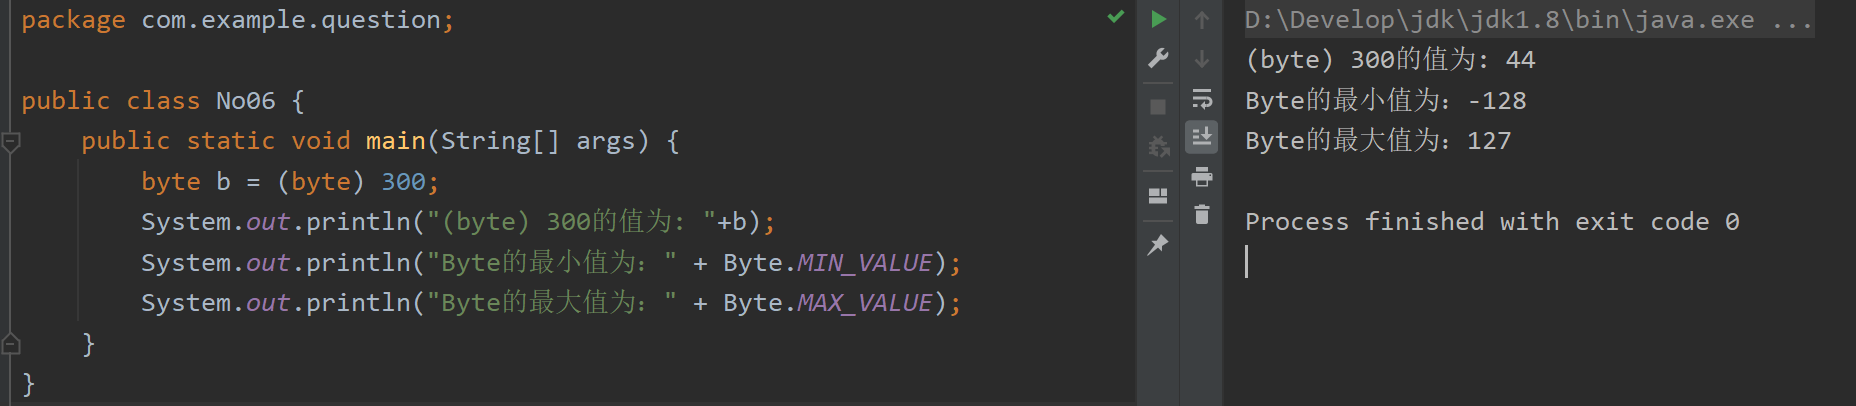 package com.example.question;
public class No06 {
public static void main(String[] args) {
byte b = (byte) 300;
System.out.println("(byte) 300的值为: "+b);
System.out.println("Byte的最小值为：" + Byte.MIN_VALUE);
System.out.println("Byte的最大值为：" + Byte.MAX_VALUE);
}
}
D:\Develop\jdk\jdk1.8\bin\java.exe ...
(byte) 300的值为: 44
Byte的最小值为：-128
Byte的最大值为：127
Process finished with exit code 0